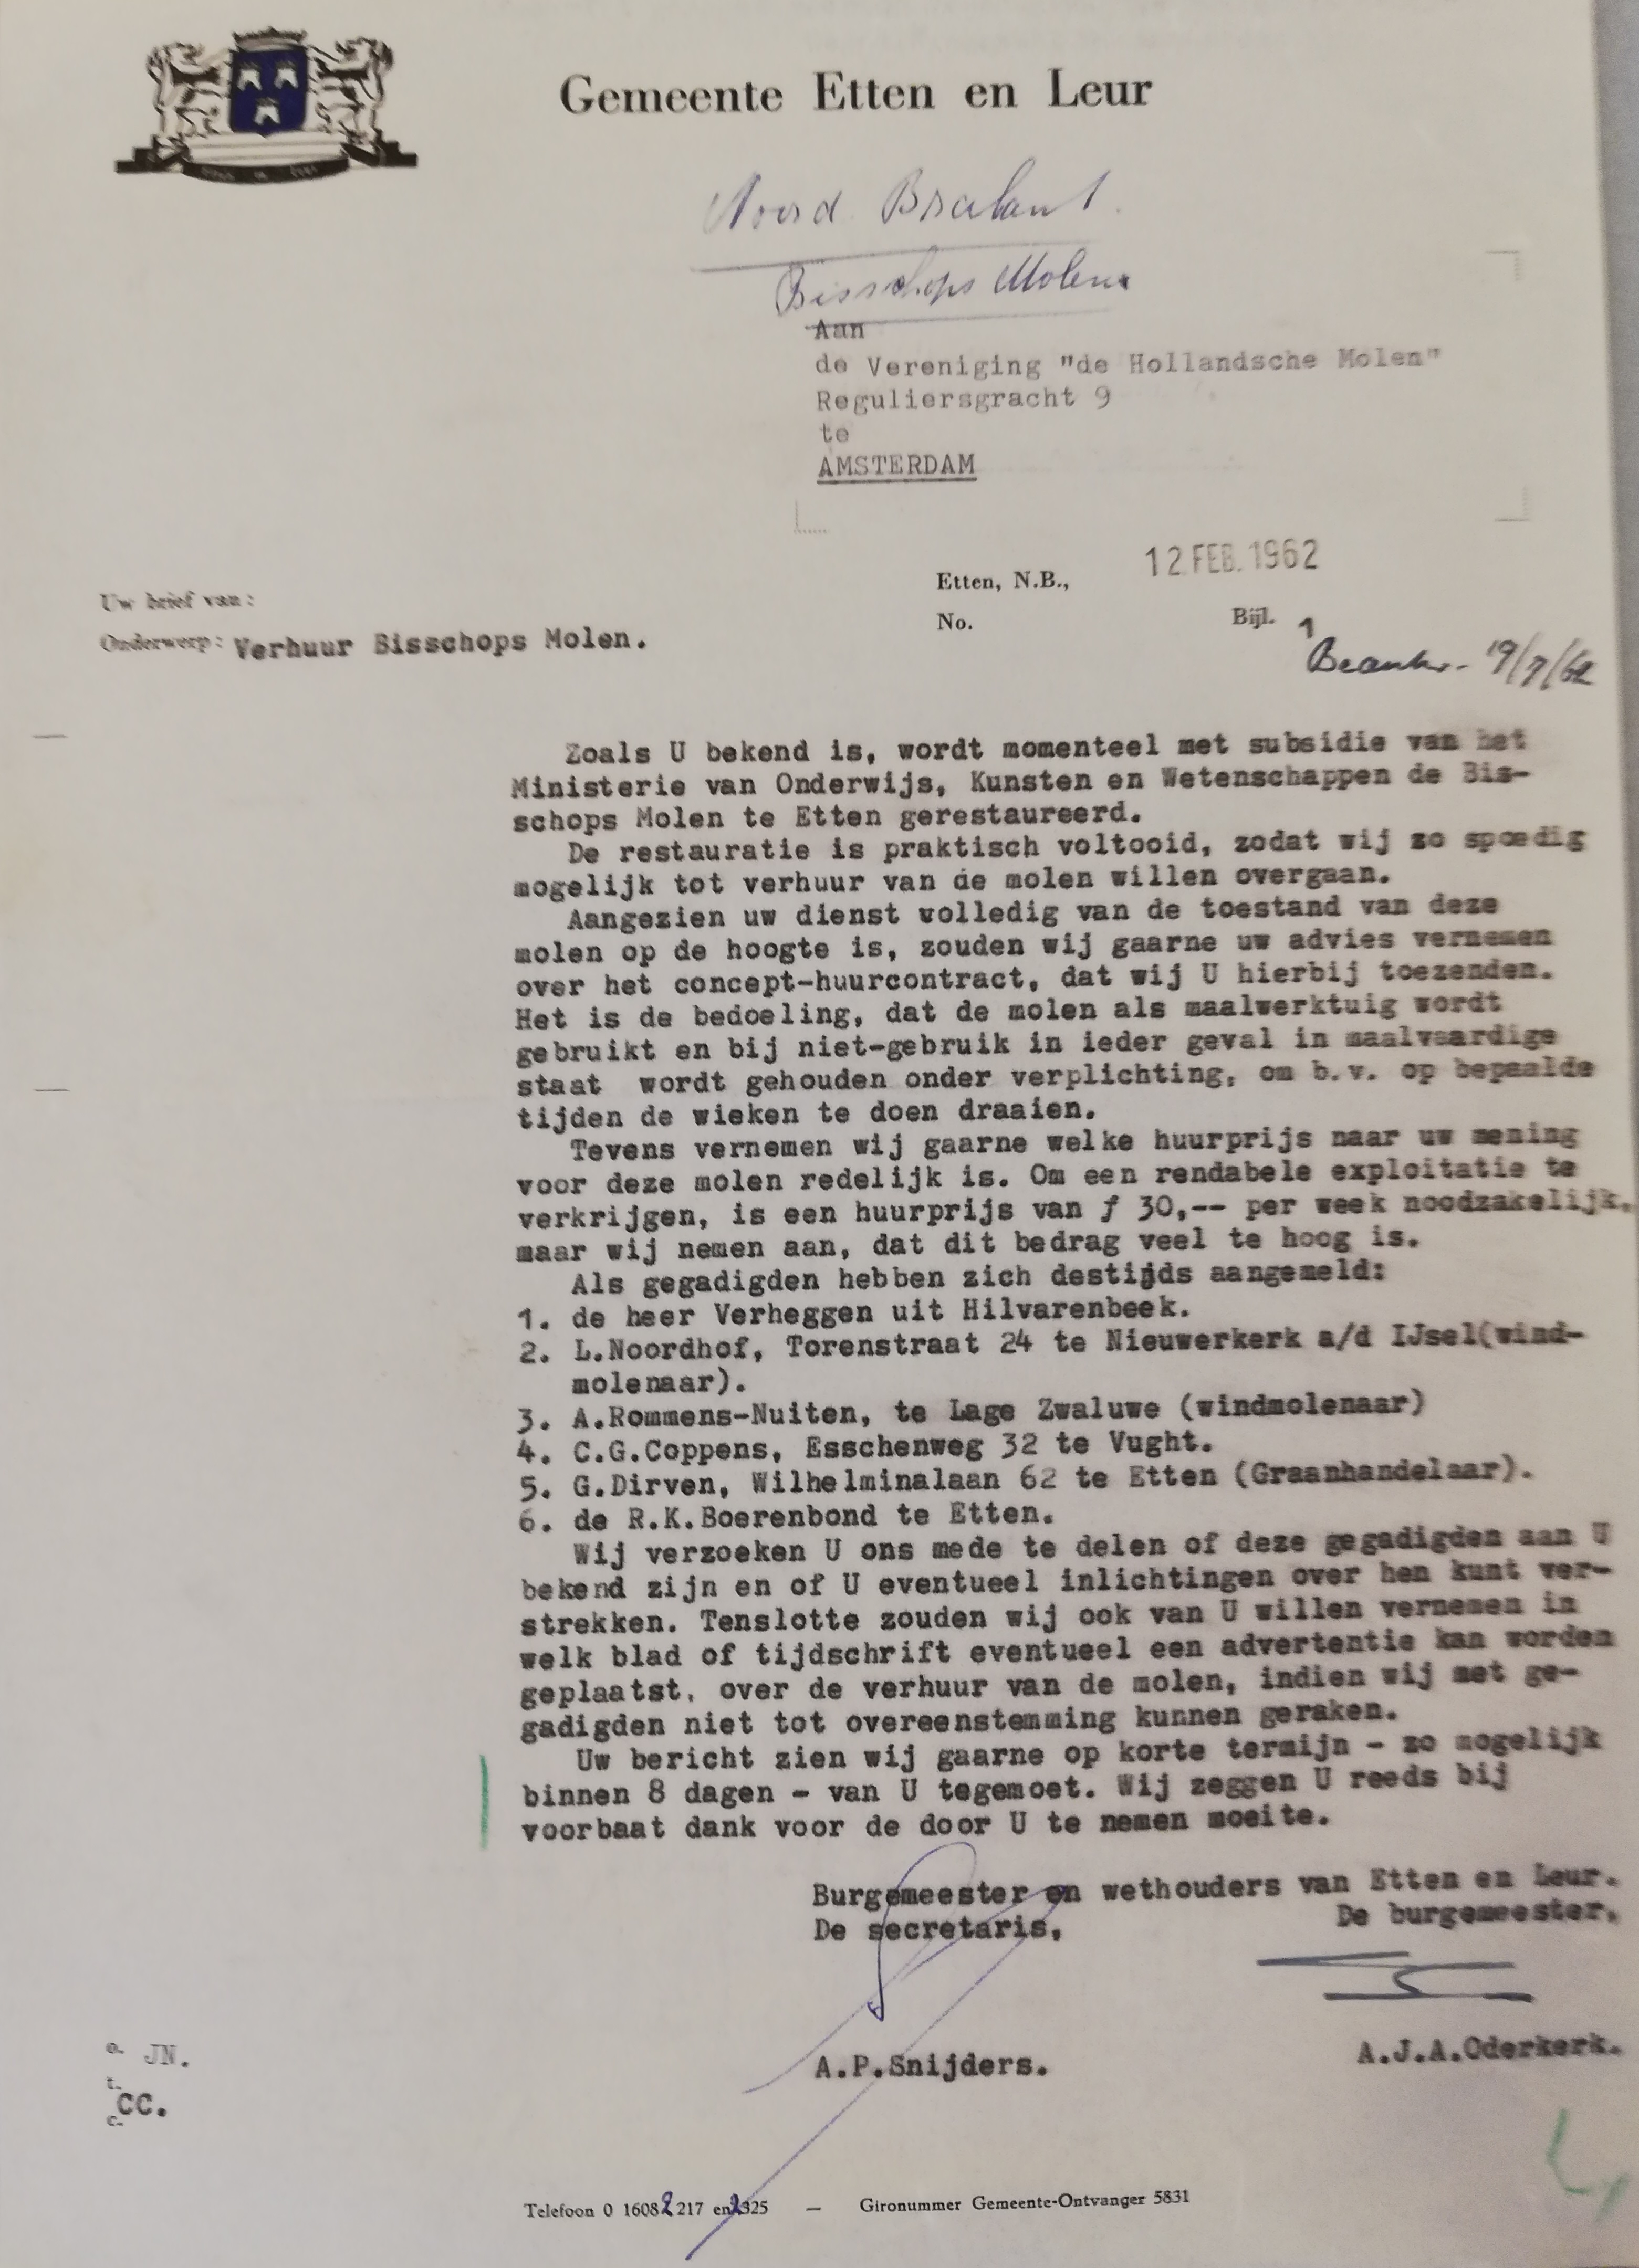 Gemeente Etten en Leur
Noord Brabant.
Bisschops Molen
Aan
de Vereniging "de Hollandsche Molen"
Reguliersgracht 9
te
AMSTERDAM
Etten, N.B., 12 FEB. 1962
Uw brief van:
No. Bijl. 1
Onderwerp: Verhuur Bisschops Molen.
Beantw.
Zoals U bekend is, wordt momenteel met subsidie van het
Ministerie van Onderwijs, Kunsten en Wetenschappen de Bis-
schops Molen te Etten gerestaureerd.
De restauratie is praktisch voltooid, zodat wij zo spoedig
mogelijk tot verhuur van de molen willen overgaan.
Aangezien uw dienst volledig van de toestand van deze
molen op de hoogte is, zouden wij gaarne uw advies vernemen
over het concept-huurcontract, dat wij U hierbij toezenden.
Het is de bedoeling, dat de molen als maalwerktuig wordt
gebruikt en bij niet-gebruik in ieder geval in maalvaardige
staat wordt gehouden onder verplichting, om b.v. op bepaalde
tijden de wieken te doen draaien.
Tevens vernemen wij gaarne welke huurprijs naar uw mening
voor deze molen redelijk is. Om een rendabele exploitatie te
verkrijgen, is een huurprijs van ƒ 30,-- per week noodzakelijk,
maar wij nemen aan, dat dit bedrag veel te hoog is.
Als gegadigden hebben zich destijds aangemeld:
1. de heer Verheggen uit Hilvarenbeek.
2. L.Noordhof, Torenstraat 24 te Nieuwerkerk a/d IJsel(wind-
molenaar).
3. A.Rommens-Nuiten, te Lage Zwaluwe (windmolenaar)
4. C.G.Coppens, Esschenweg 32 te Vught.
5. G.Dirven, Wilhelminalaan 62 te Etten (Graanhandelaar).
6. de R.K.Boerenbond te Etten.
Wij verzoeken U ons mede te delen of deze gegadigden aan U
bekend zijn en of U eventueel inlichtingen over hen kunt ver-
strekken. Tenslotte zouden wij ook van U willen vernemen in
welk blad of tijdschrift eventueel een advertentie kan worden
geplaatst, over de verhuur van de molen, indien wij met ge-
gadigden niet tot overeenstemming kunnen geraken.
Uw bericht zien wij gaarne op korte termijn - zo mogelijk
binnen 8 dagen - van U tegemoet. Wij zeggen U reeds bij
voorbaat dank voor de door U te nemen moeite.
Burgemeester en wethouders van Etten en Leur.
De secretaris, De burgemeester,
A.P.Snijders. A.J.A.Oderkerk.
o. JN.
t.
CC.
c.
Telefoon 0 1608 2 217 en 2 325 — Gironummer Gemeente-Ontvanger 5831